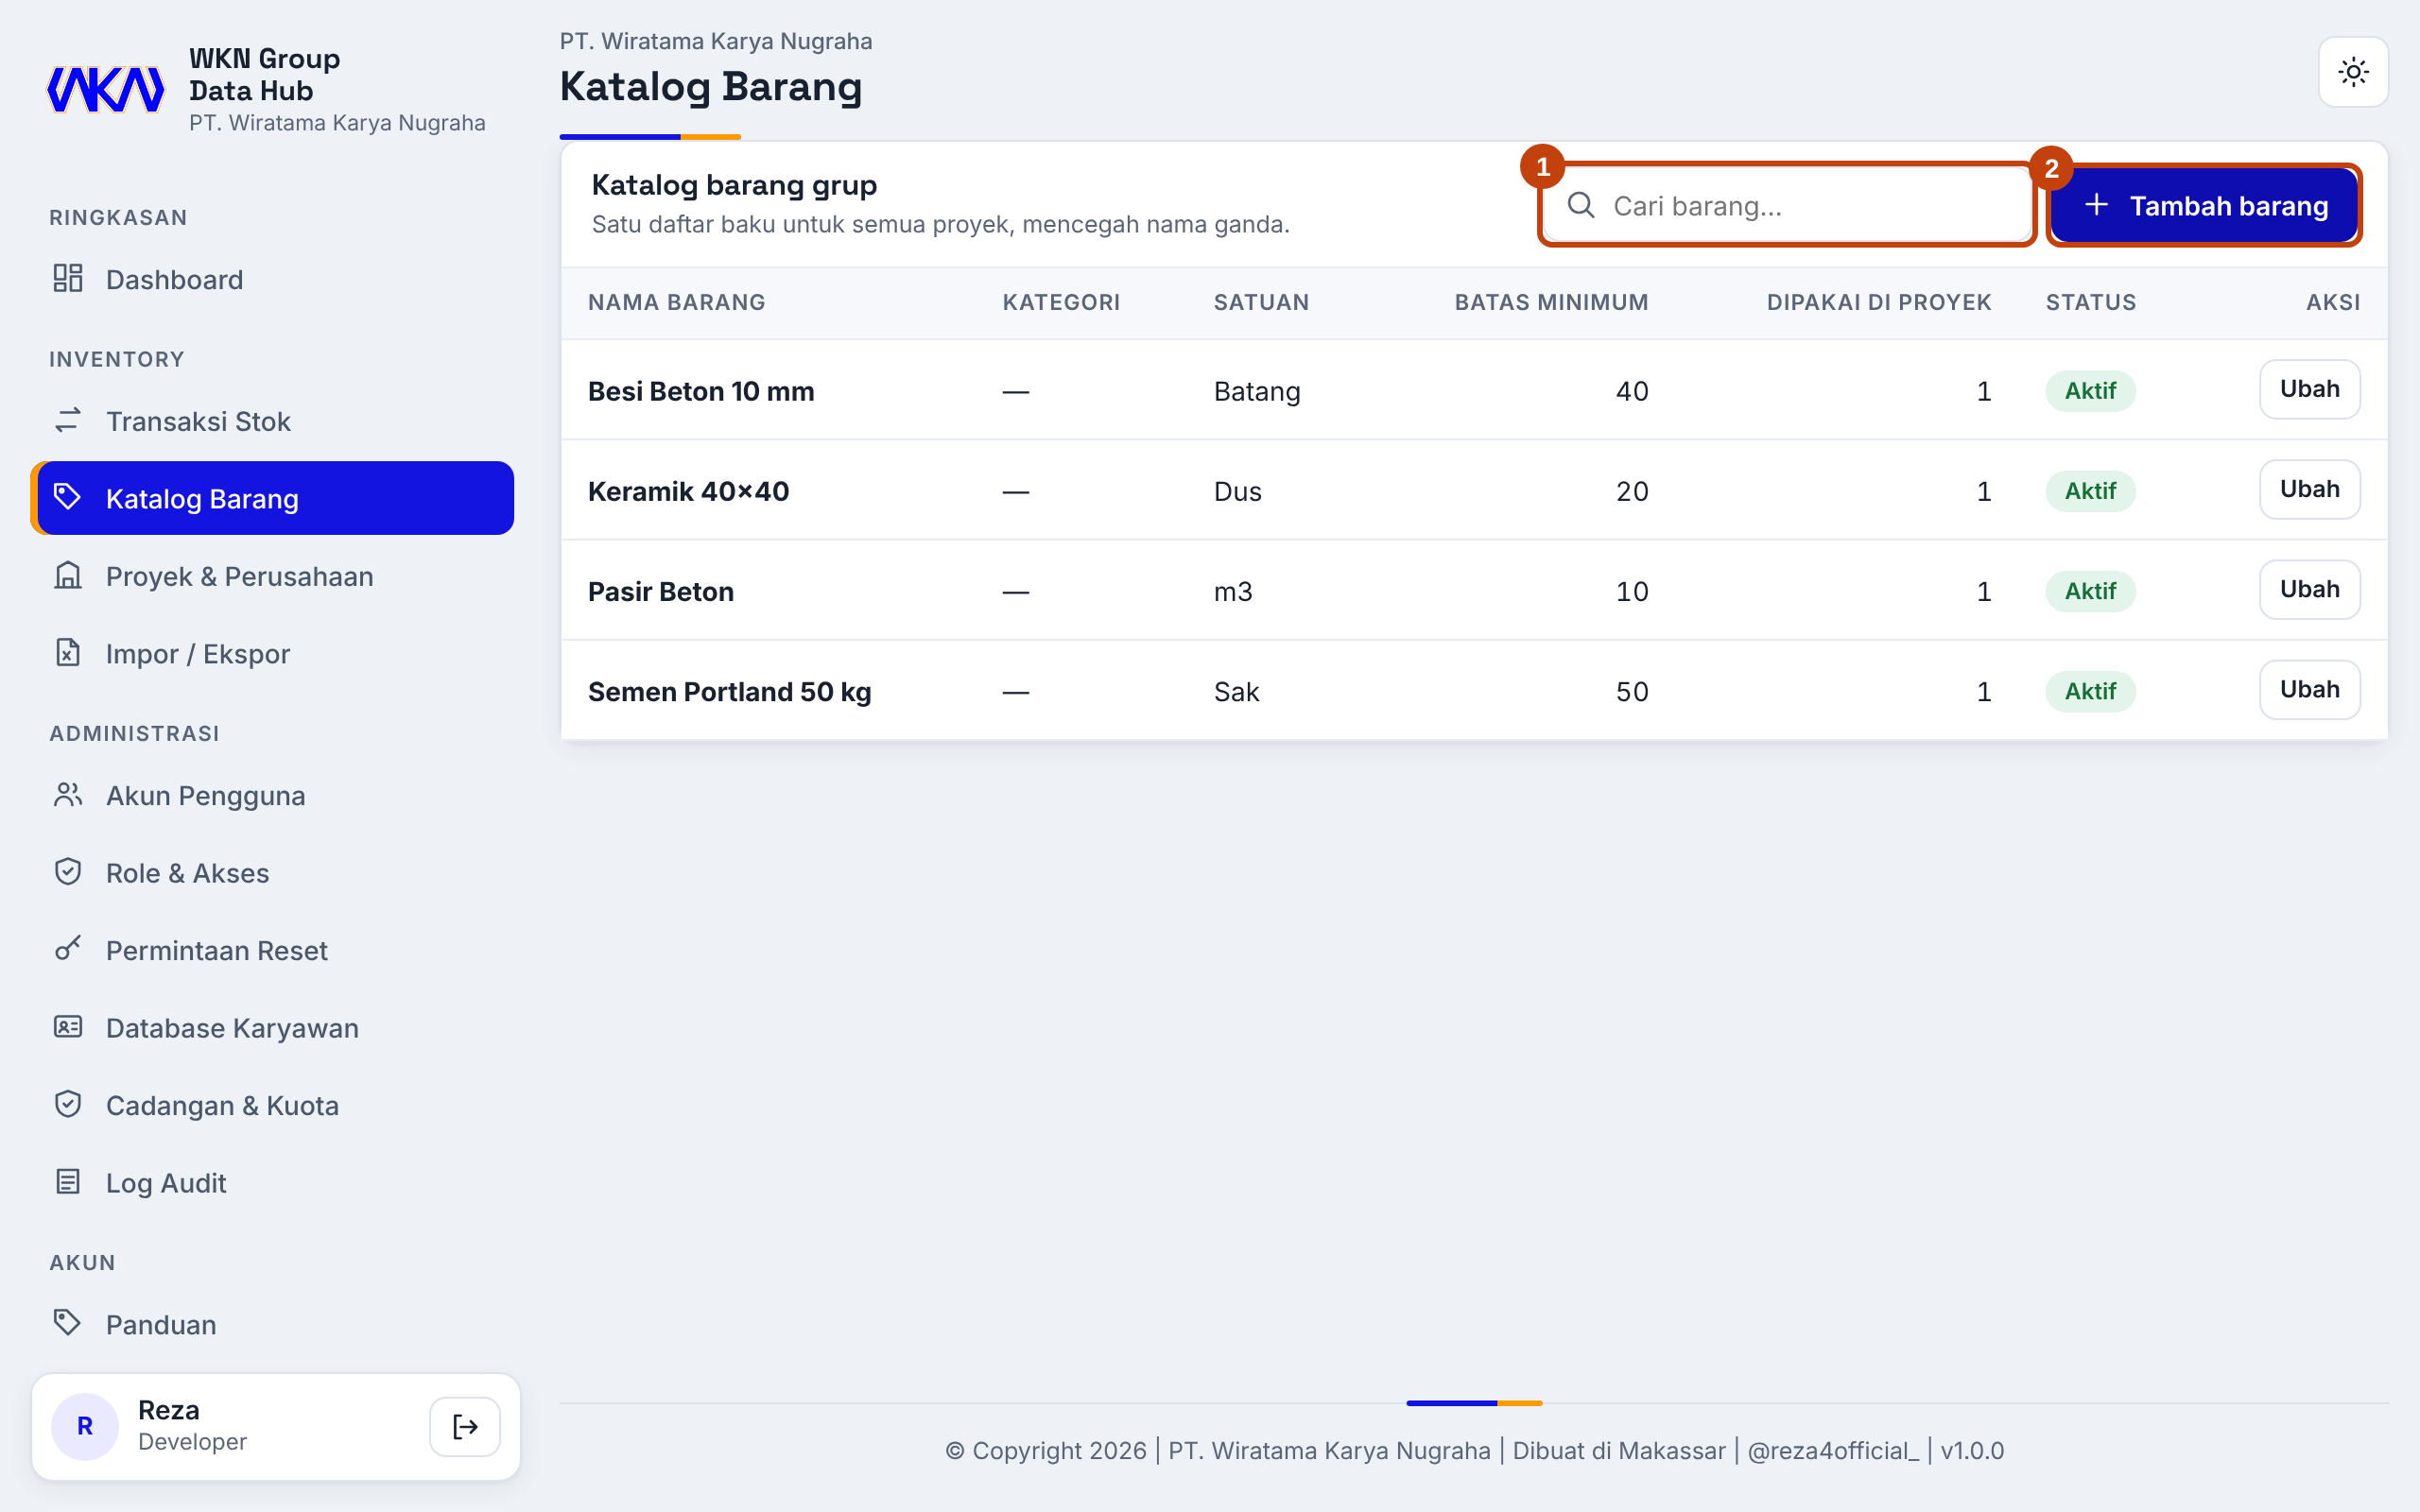 WKN
WKN Group
Data Hub
PT. Wiratama Karya Nugraha
RINGKASAN
Dashboard
INVENTORY
Transaksi Stok
Katalog Barang
Proyek & Perusahaan
Impor / Ekspor
ADMINISTRASI
Akun Pengguna
Role & Akses
Permintaan Reset
Database Karyawan
Cadangan & Kuota
Log Audit
AKUN
Panduan
R
Reza
Developer
PT. Wiratama Karya Nugraha
Katalog Barang
Katalog barang grup
Satu daftar baku untuk semua proyek, mencegah nama ganda.
1 Cari barang...
2 + Tambah barang
NAMA BARANG KATEGORI SATUAN BATAS MINIMUM DIPAKAI DI PROYEK STATUS AKSI
Besi Beton 10 mm — Batang 40 1 Aktif Ubah
Keramik 40×40 — Dus 20 1 Aktif Ubah
Pasir Beton — m3 10 1 Aktif Ubah
Semen Portland 50 kg — Sak 50 1 Aktif Ubah
© Copyright 2026 | PT. Wiratama Karya Nugraha | Dibuat di Makassar | @reza4official_ | v1.0.0